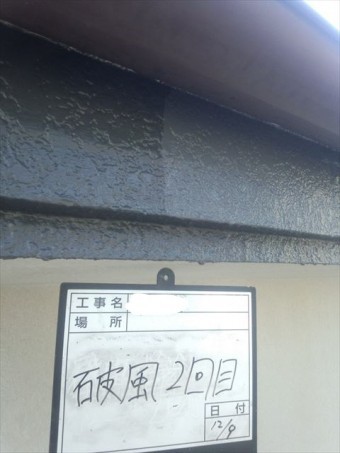 工事名
場所
破風2回目
日付
12/9